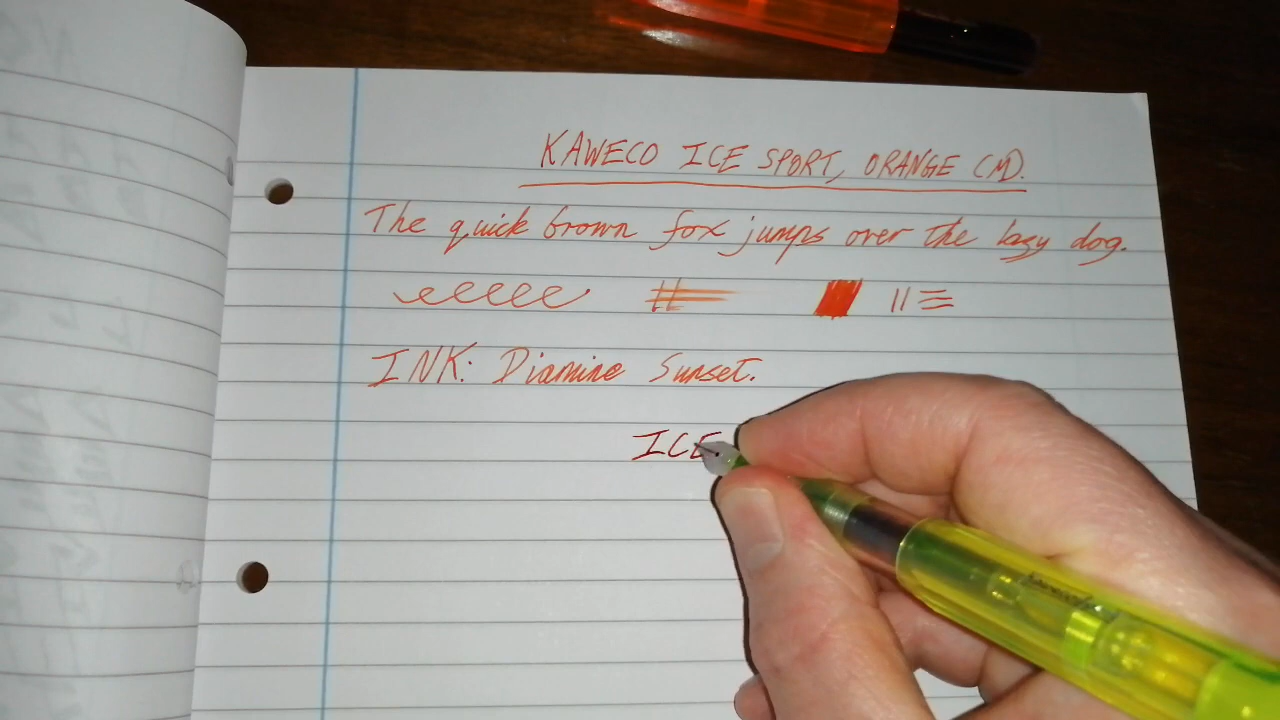 KAWECO ICE SPORT, ORANGE (M).
The quick brown fox jumps over the lazy dog.
INK: Diamine Sunset.
ICE